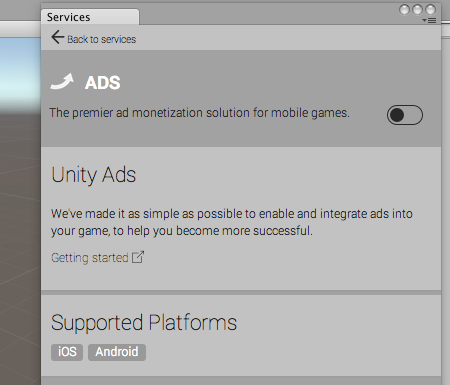 Services
Back to services
ADS
The premier ad monetization solution for mobile games.
Unity Ads
We've made it as simple as possible to enable and integrate ads into
your game, to help you become more successful.
Getting started
Supported Platforms
iOS Android